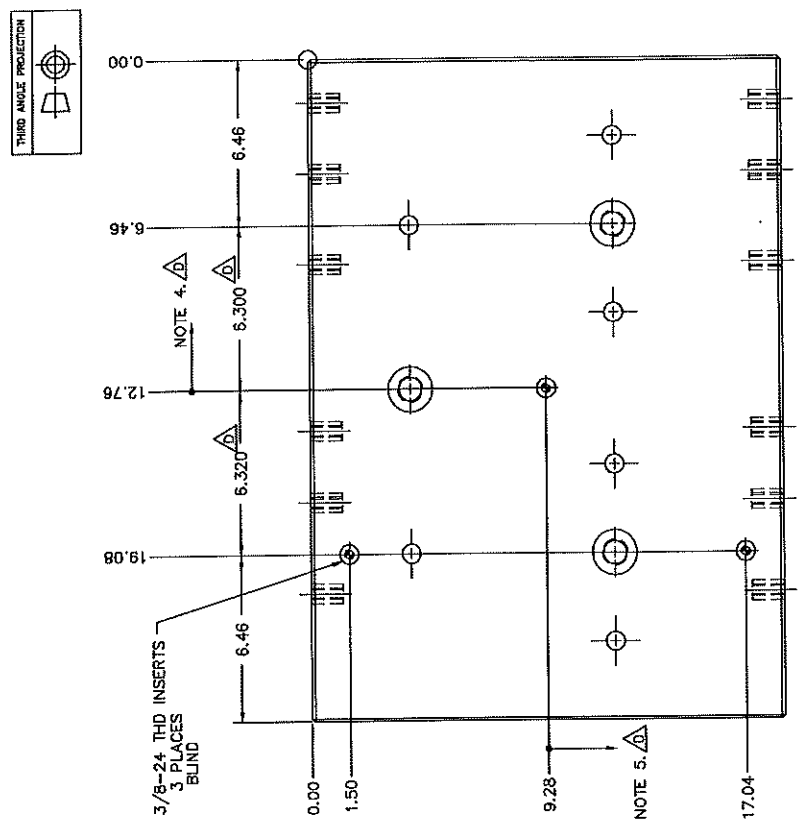 THIRD ANGLE PROJECTION
0.00
6.46
6.46
NOTE 4. D
D
6.300
12.76
D
6.320
19.08
6.46
3/8-24 THD INSERTS
3 PLACES
BLIND
0.00
1.50
9.28
NOTE 5. D
17.04